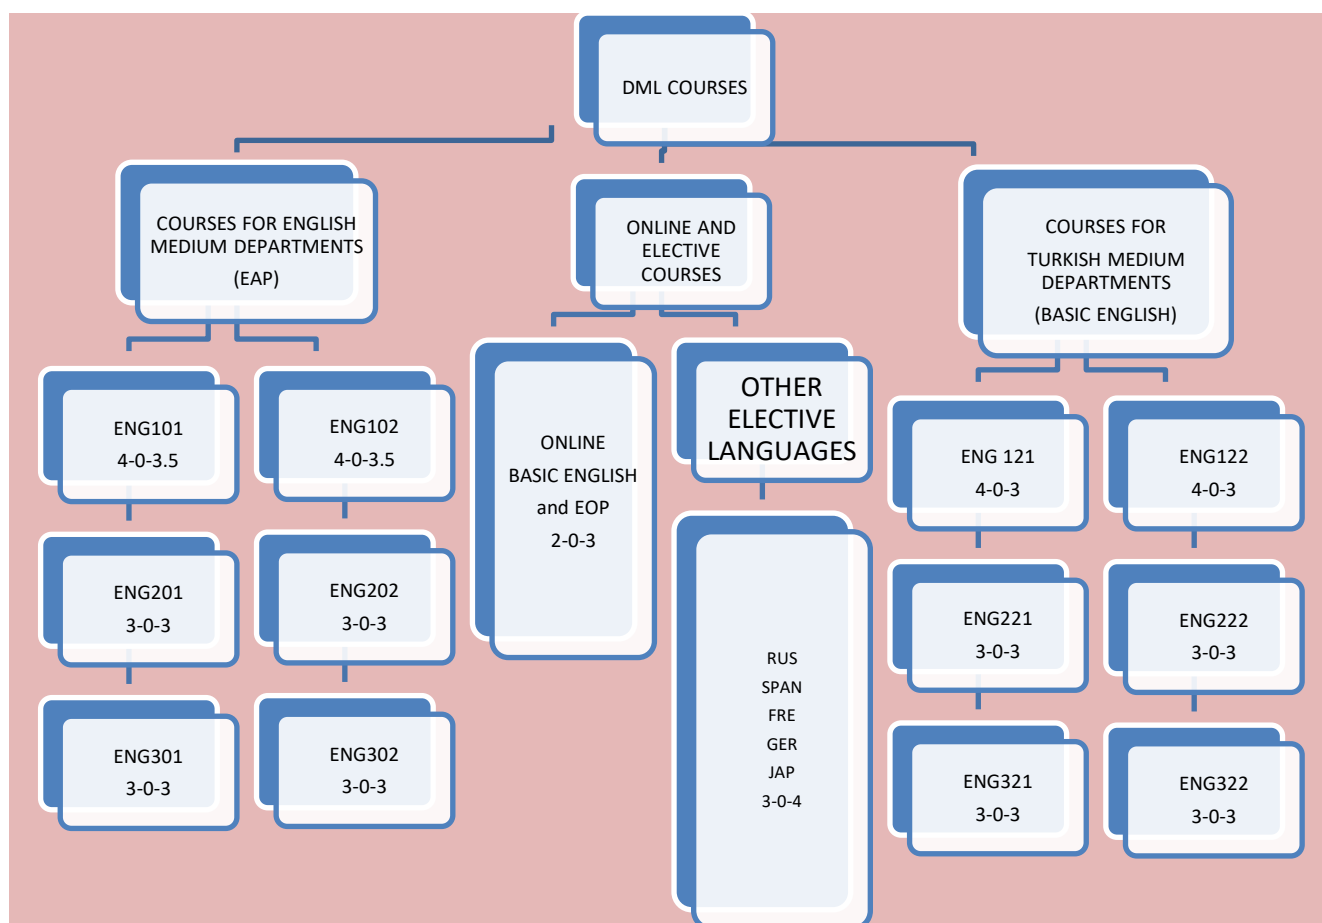 DML COURSES
COURSES FOR ENGLISH
MEDIUM DEPARTMENTS
(EAP)
ENG101
4-0-3.5
ENG201
3-0-3
ENG301
3-0-3
ENG102
4-0-3.5
ENG202
3-0-3
ENG302
3-0-3
ONLINE AND
ELECTIVE
COURSES
ONLINE
BASIC ENGLISH
and EOP
2-0-3
OTHER
ELECTIVE
LANGUAGES
RUS
SPAN
FRE
GER
JAP
3-0-4
COURSES FOR
TURKISH MEDIUM
DEPARTMENTS
(BASIC ENGLISH)
ENG 121
4-0-3
ENG221
3-0-3
ENG321
3-0-3
ENG122
4-0-3
ENG222
3-0-3
ENG322
3-0-3